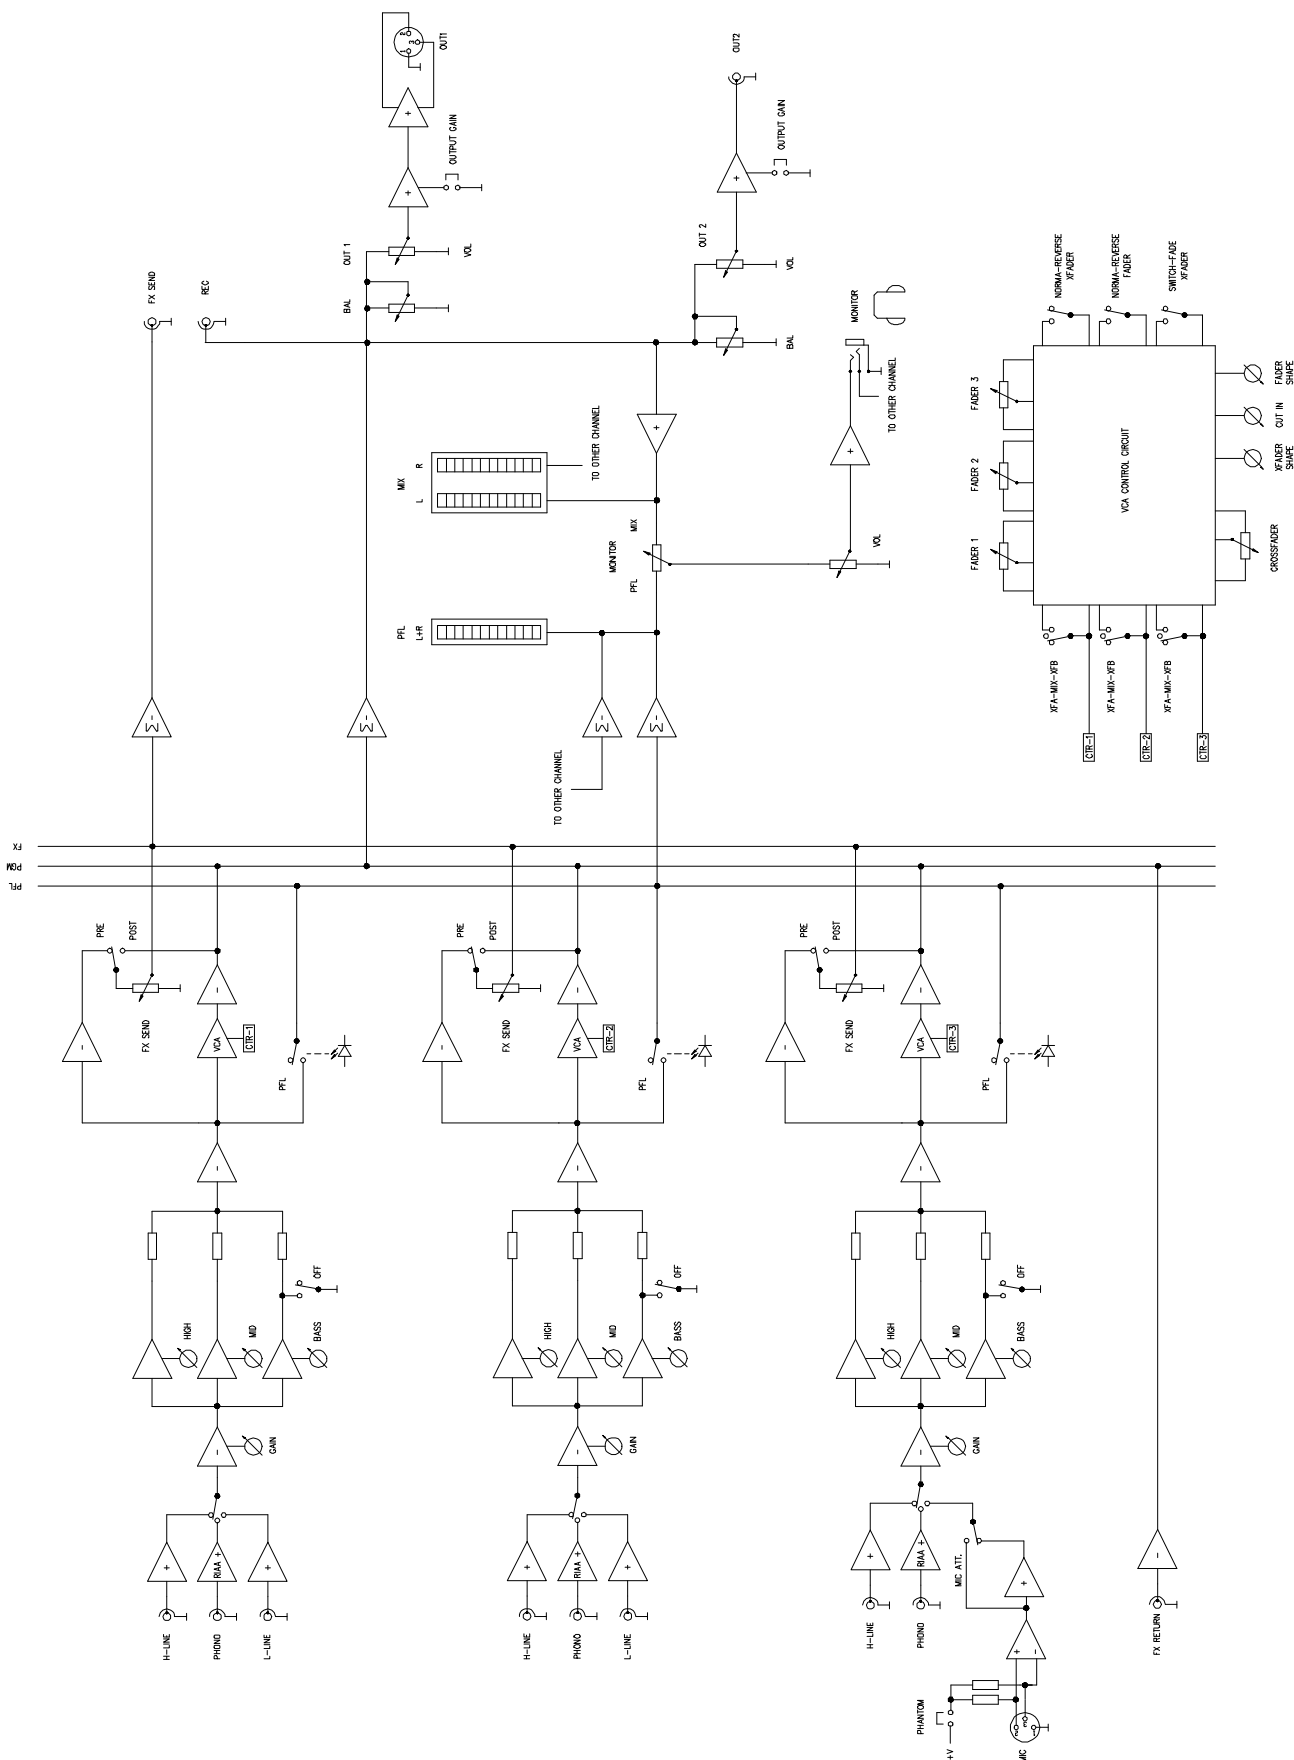 OUT1
1
2
3
OUTPUT GAIN
+
+
OUT 1
VOL
BAL
FX SEND
REC
OUT2
OUTPUT GAIN
+
OUT 2
VOL
BAL
MONITOR
TO OTHER CHANNEL
+
VOL
MIX
L
R
TO OTHER CHANNEL
+
MIX
MONITOR
PFL
PFL
L+R
TO OTHER CHANNEL
Σ-
Σ-
Σ-
Σ-
NORMA-REVERSE
XFADER
NORMA-REVERSE
FADER
SWITCH-FADE
XFADER
FADER 1
FADER 2
FADER 3
VCA CONTROL CIRCUIT
FADER
SHAPE
CUT IN
XFADER
SHAPE
CROSSFADER
XFA-MIX-XFB
XFA-MIX-XFB
XFA-MIX-XFB
CTR-1
CTR-2
CTR-3
FX
PGM
PFL
PRE
POST
FX SEND
-
-
VCA
CTR-1
PFL
-
HIGH
MID
BASS
OFF
-
GAIN
+
RIAA +
+
H-LINE
PHONO
L-LINE
PRE
POST
FX SEND
-
-
VCA
CTR-2
PFL
-
HIGH
MID
BASS
OFF
-
GAIN
+
RIAA +
+
H-LINE
PHONO
L-LINE
PRE
POST
FX SEND
-
-
VCA
CTR-3
PFL
-
HIGH
MID
BASS
OFF
-
GAIN
+
RIAA +
MIC ATT.
+
H-LINE
PHONO
+
-
PHANTOM
+V
MIC
2
3
1
-
FX RETURN